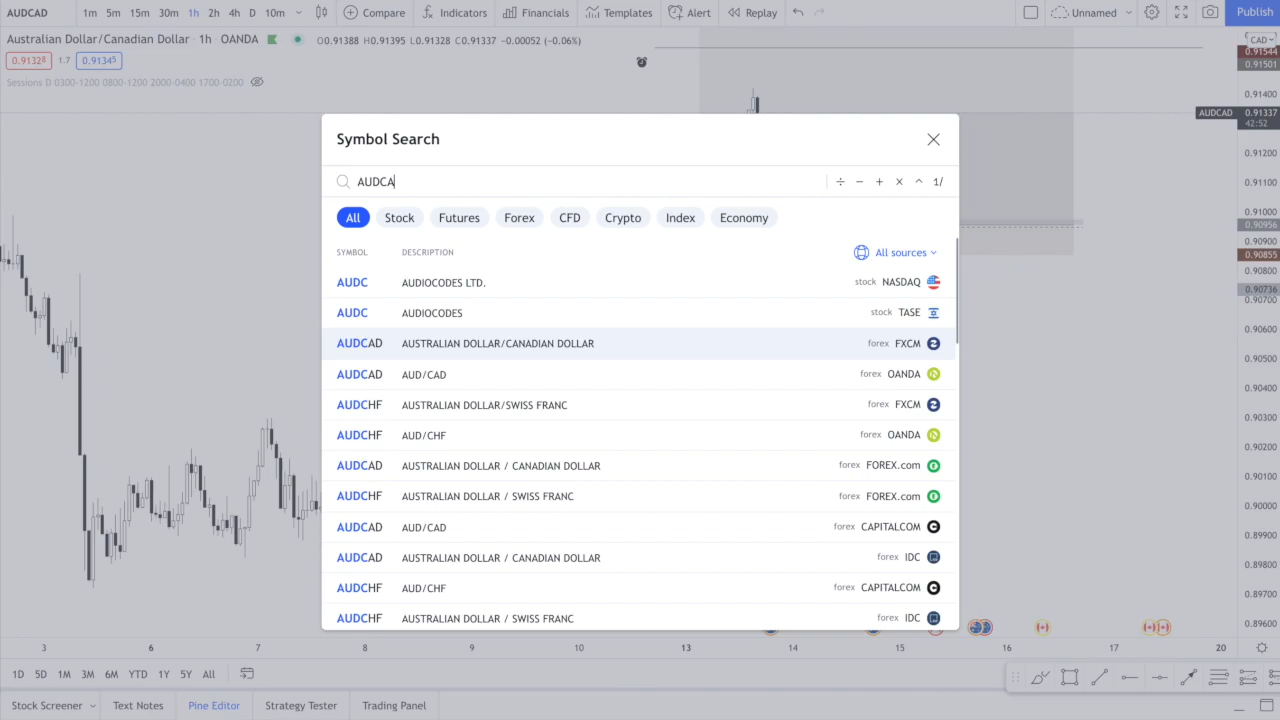 AUDCAD 1m 5m 15m 30m 1h 2h 4h D 10m Compare Indicators Financials Templates Alert Replay Unnamed Publish
Australian Dollar/Canadian Dollar · 1h · OANDA O0.91388 H0.91395 L0.91328 C0.91337 −0.00052 (−0.06%)
CAD
0.91544
0.91328 1.7 0.91345
0.91501
Sessions D 0300-1200 0800-1200 2000-0400 1700-0200
0.91400
AUDCAD 0.91337
42:52
Symbol Search
0.91200
AUDCA ÷ − + × ^ 1/
0.91100
All Stock Futures Forex CFD Crypto Index Economy
0.91000
0.90956
0.90900
SYMBOL DESCRIPTION All sources
0.90855
0.90800
AUDC AUDIOCODES LTD. stock NASDAQ
0.90736
0.90700
AUDC AUDIOCODES stock TASE
0.90600
AUDCAD AUSTRALIAN DOLLAR/CANADIAN DOLLAR forex FXCM
0.90500
AUDCAD AUD/CAD forex OANDA
0.90400
AUDCHF AUSTRALIAN DOLLAR/SWISS FRANC forex FXCM
0.90300
AUDCHF AUD/CHF forex OANDA
0.90200
AUDCAD AUSTRALIAN DOLLAR / CANADIAN DOLLAR forex FOREX.com
0.90100
AUDCHF AUSTRALIAN DOLLAR / SWISS FRANC forex FOREX.com
0.90000
AUDCAD AUD/CAD forex CAPITALCOM
0.89900
AUDCAD AUSTRALIAN DOLLAR / CANADIAN DOLLAR forex IDC
0.89800
AUDCHF AUD/CHF forex CAPITALCOM
0.89700
AUDCHF AUSTRALIAN DOLLAR / SWISS FRANC forex IDC
0.89600
3 6 7 8 9 10 13 14 15 16 17 20
1D 5D 1M 3M 6M YTD 1Y 5Y All
Stock Screener Text Notes Pine Editor Strategy Tester Trading Panel